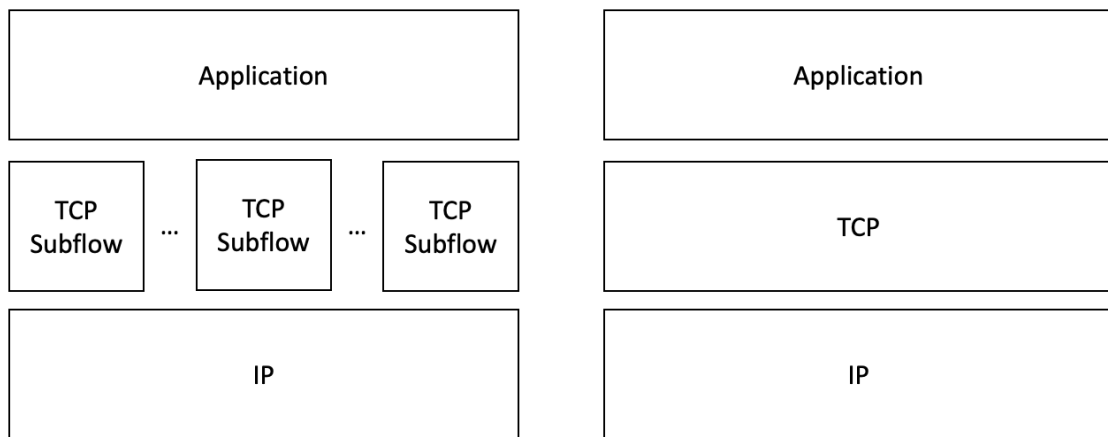 Application
TCP
Subflow
...
TCP
Subflow
...
TCP
Subflow
IP
Application
TCP
IP